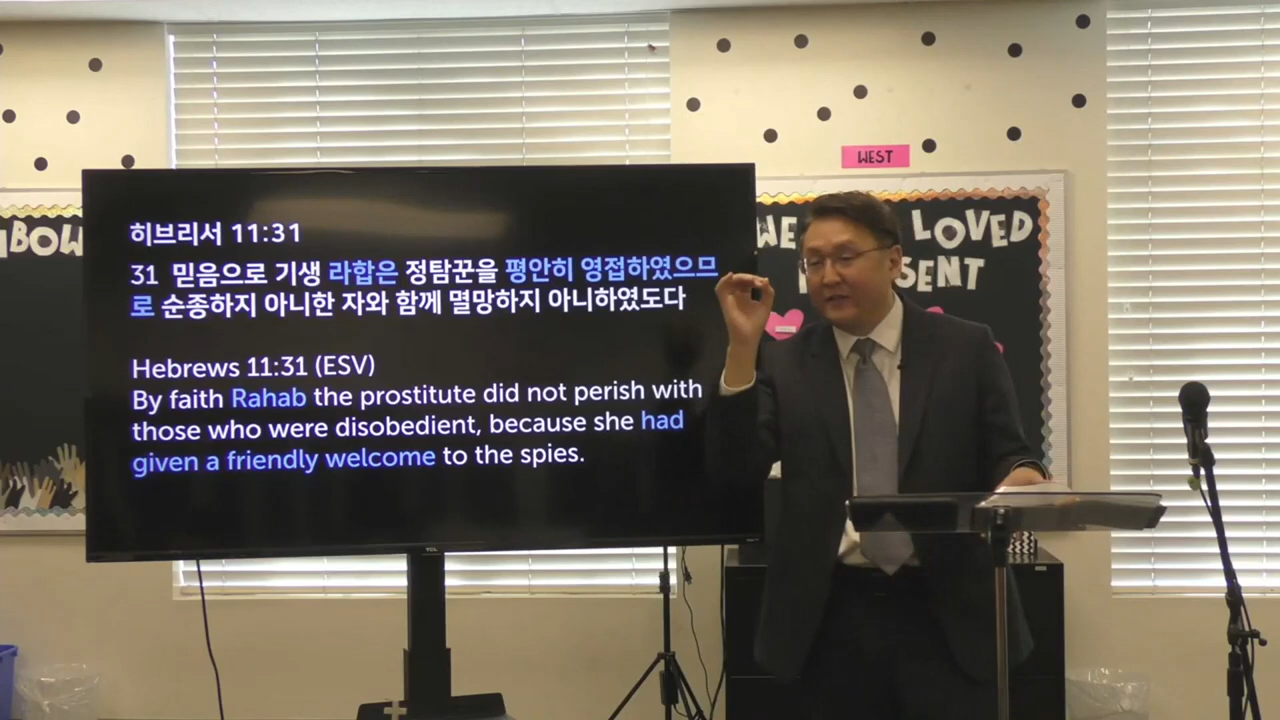 히브리서 11:31
31 믿음으로 기생 라합은 정탐꾼을 평안히 영접하였으므
로 순종하지 아니한 자와 함께 멸망하지 아니하였도다
Hebrews 11:31 (ESV)
By faith Rahab the prostitute did not perish with
those who were disobedient, because she had
given a friendly welcome to the spies.
TCL
WEST
WE LOVED